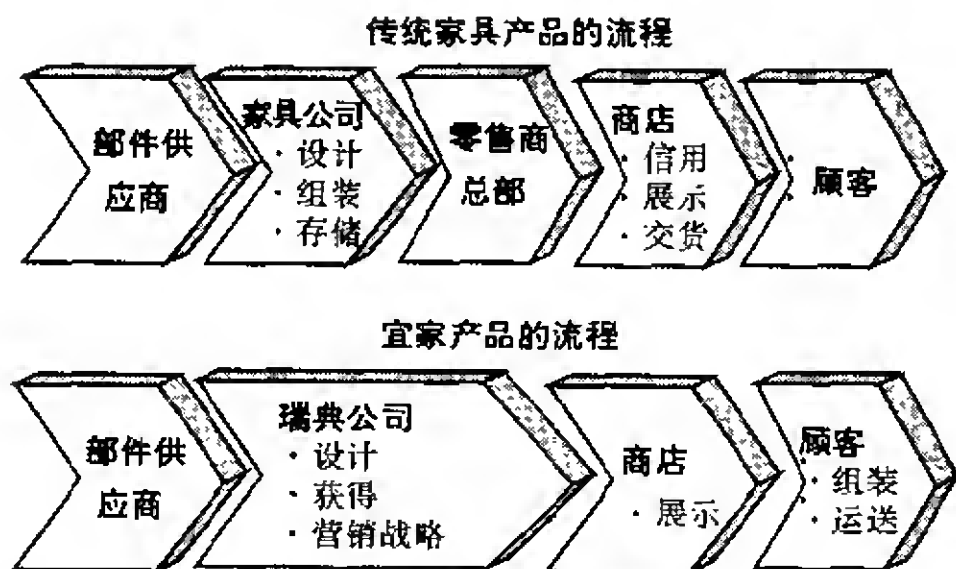 传统家具产品的流程
部件供
应商
家具公司
· 设计
· 组装
· 存储
零售商
总部
商店
· 信用
· 展示
· 交货
顾客
宜家产品的流程
部件供
应商
瑞典公司
· 设计
· 获得
· 营销战略
商店
· 展示
顾客
· 组装
· 运送